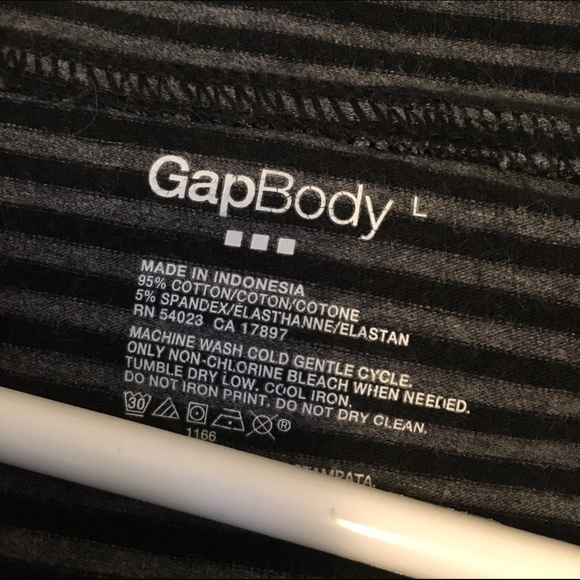 GapBody L
MADE IN INDONESIA
95% COTTON/COTON/COTONE
5% SPANDEX/ELASTHANNE/ELASTAN
RN 54023 CA 17897
MACHINE WASH COLD GENTLE CYCLE.
ONLY NON-CHLORINE BLEACH WHEN NEEDED.
TUMBLE DRY LOW. COOL IRON.
DO NOT IRON PRINT. DO NOT DRY CLEAN.
30 ®
1166